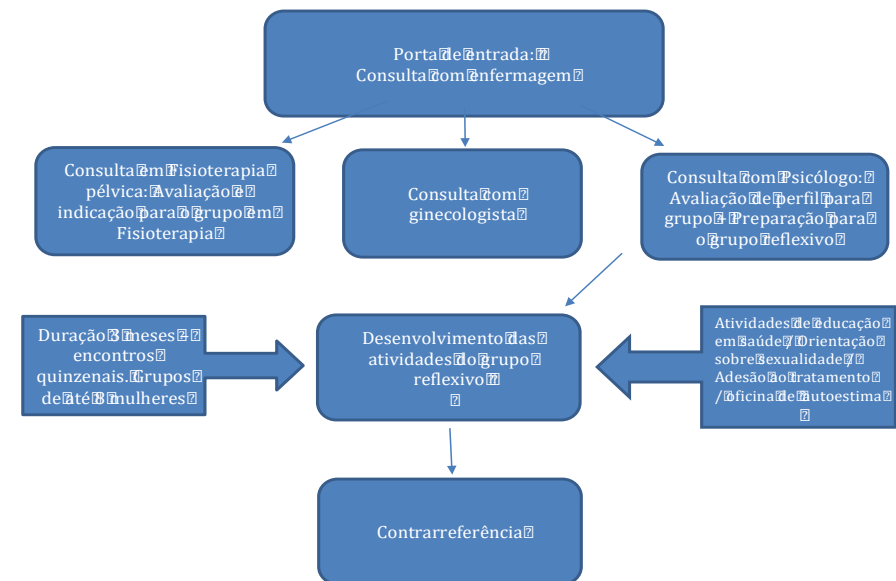 Porta de entrada:
Consulta com enfermagem
Consulta em Fisioterapia
pélvica: Avaliação e
indicação para o grupo em
Fisioterapia
Consulta com
ginecologista
Consulta com Psicólogo:
Avaliação de perfil para
grupo + Preparação para
o grupo reflexivo
Duração 3 meses –
encontros
quinzenais. Grupos
de até 8 mulheres
Desenvolvimento das
atividades do grupo
reflexivo
Atividades de educação
em saúde / Orientação
sobre sexualidade /
Adesão ao tratamento
/ oficina de autoestima
Contrarreferência